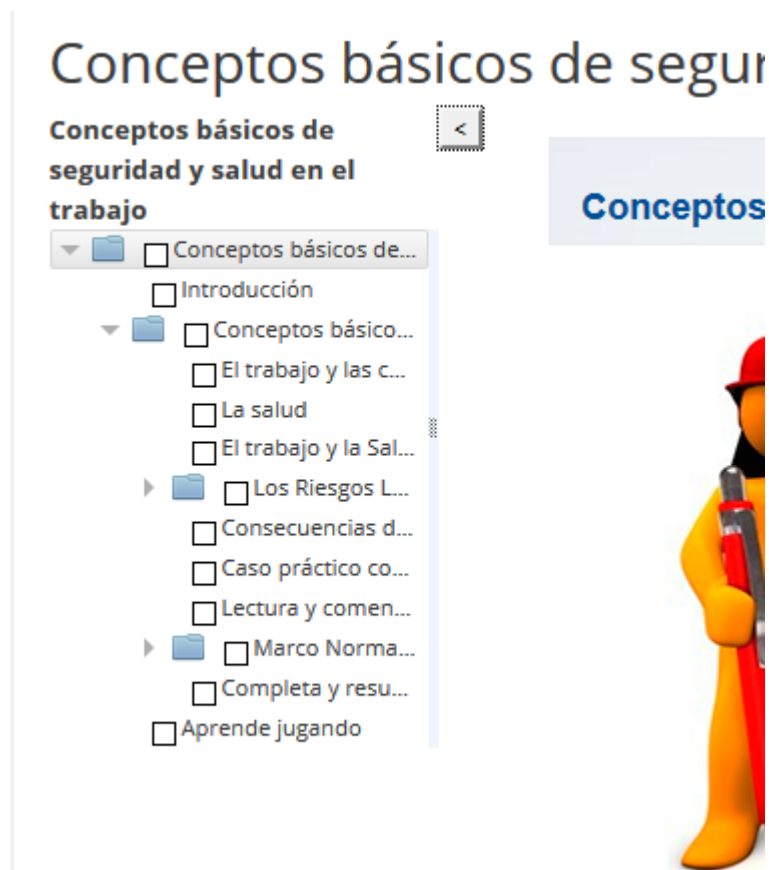 Conceptos básicos de segur
Conceptos básicos de
seguridad y salud en el
trabajo
<
Conceptos
Conceptos básicos de...
Introducción
Conceptos básico...
El trabajo y las c...
La salud
El trabajo y la Sal...
Los Riesgos L...
Consecuencias d...
Caso práctico co...
Lectura y comen...
Marco Norma...
Completa y resu...
Aprende jugando